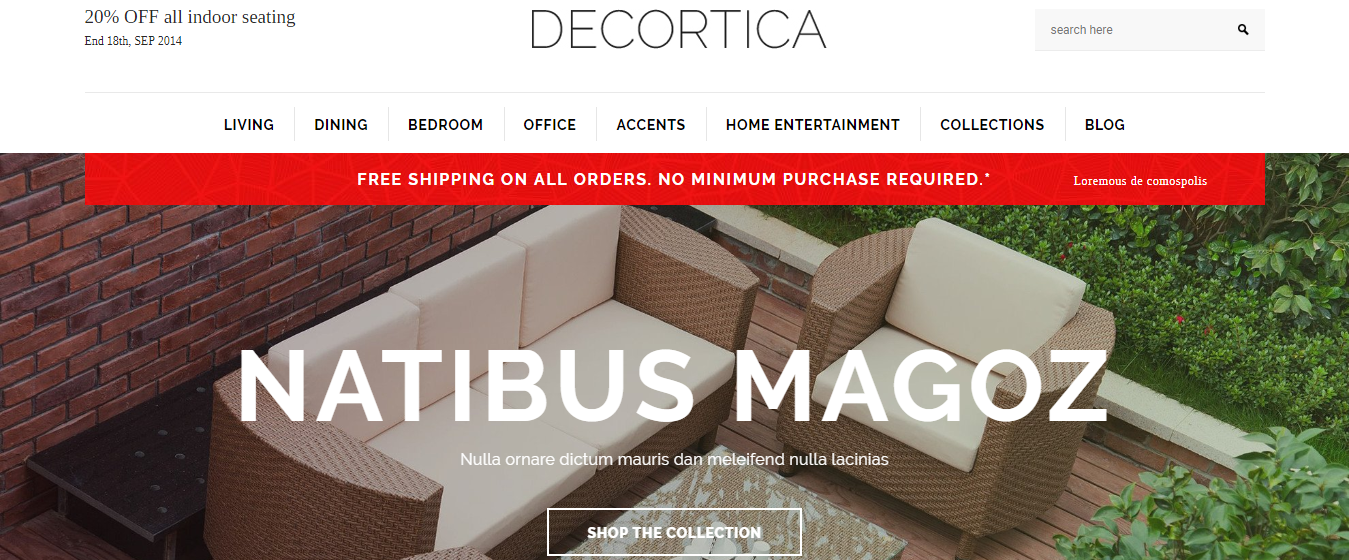 20% OFF all indoor seating
End 18th, SEP 2014
DECORTICA
search here
LIVING DINING BEDROOM OFFICE ACCENTS HOME ENTERTAINMENT COLLECTIONS BLOG
FREE SHIPPING ON ALL ORDERS. NO MINIMUM PURCHASE REQUIRED.* Loremous de comospolis
NATIBUS MAGOZ
Nulla ornare dictum mauris dan meleifend nulla lacinias
SHOP THE COLLECTION